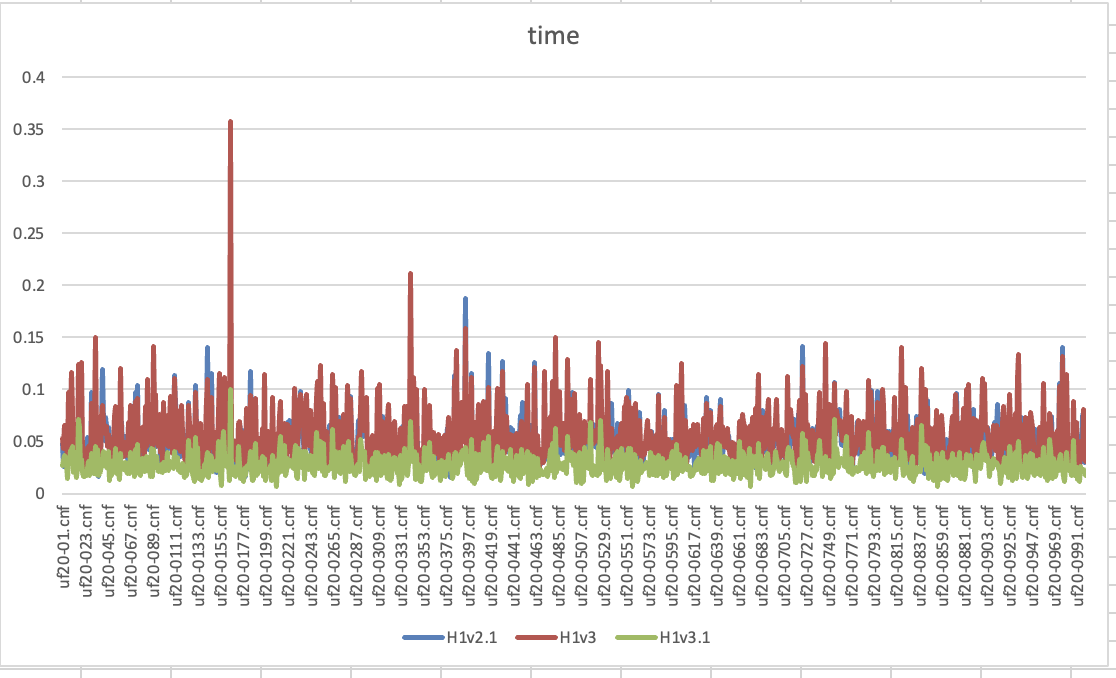 time
0.4
0.35
0.3
0.25
0.2
0.15
0.1
0.05
0
uf20-01.cnf
uf20-023.cnf
uf20-045.cnf
uf20-067.cnf
uf20-089.cnf
uf20-0111.cnf
uf20-0133.cnf
uf20-0155.cnf
uf20-0177.cnf
uf20-0199.cnf
uf20-0221.cnf
uf20-0243.cnf
uf20-0265.cnf
uf20-0287.cnf
uf20-0309.cnf
uf20-0331.cnf
uf20-0353.cnf
uf20-0375.cnf
uf20-0397.cnf
uf20-0419.cnf
uf20-0441.cnf
uf20-0463.cnf
uf20-0485.cnf
uf20-0507.cnf
uf20-0529.cnf
uf20-0551.cnf
uf20-0573.cnf
uf20-0595.cnf
uf20-0617.cnf
uf20-0639.cnf
uf20-0661.cnf
uf20-0683.cnf
uf20-0705.cnf
uf20-0727.cnf
uf20-0749.cnf
uf20-0771.cnf
uf20-0793.cnf
uf20-0815.cnf
uf20-0837.cnf
uf20-0859.cnf
uf20-0881.cnf
uf20-0903.cnf
uf20-0925.cnf
uf20-0947.cnf
uf20-0969.cnf
uf20-0991.cnf
H1v2.1 H1v3 H1v3.1